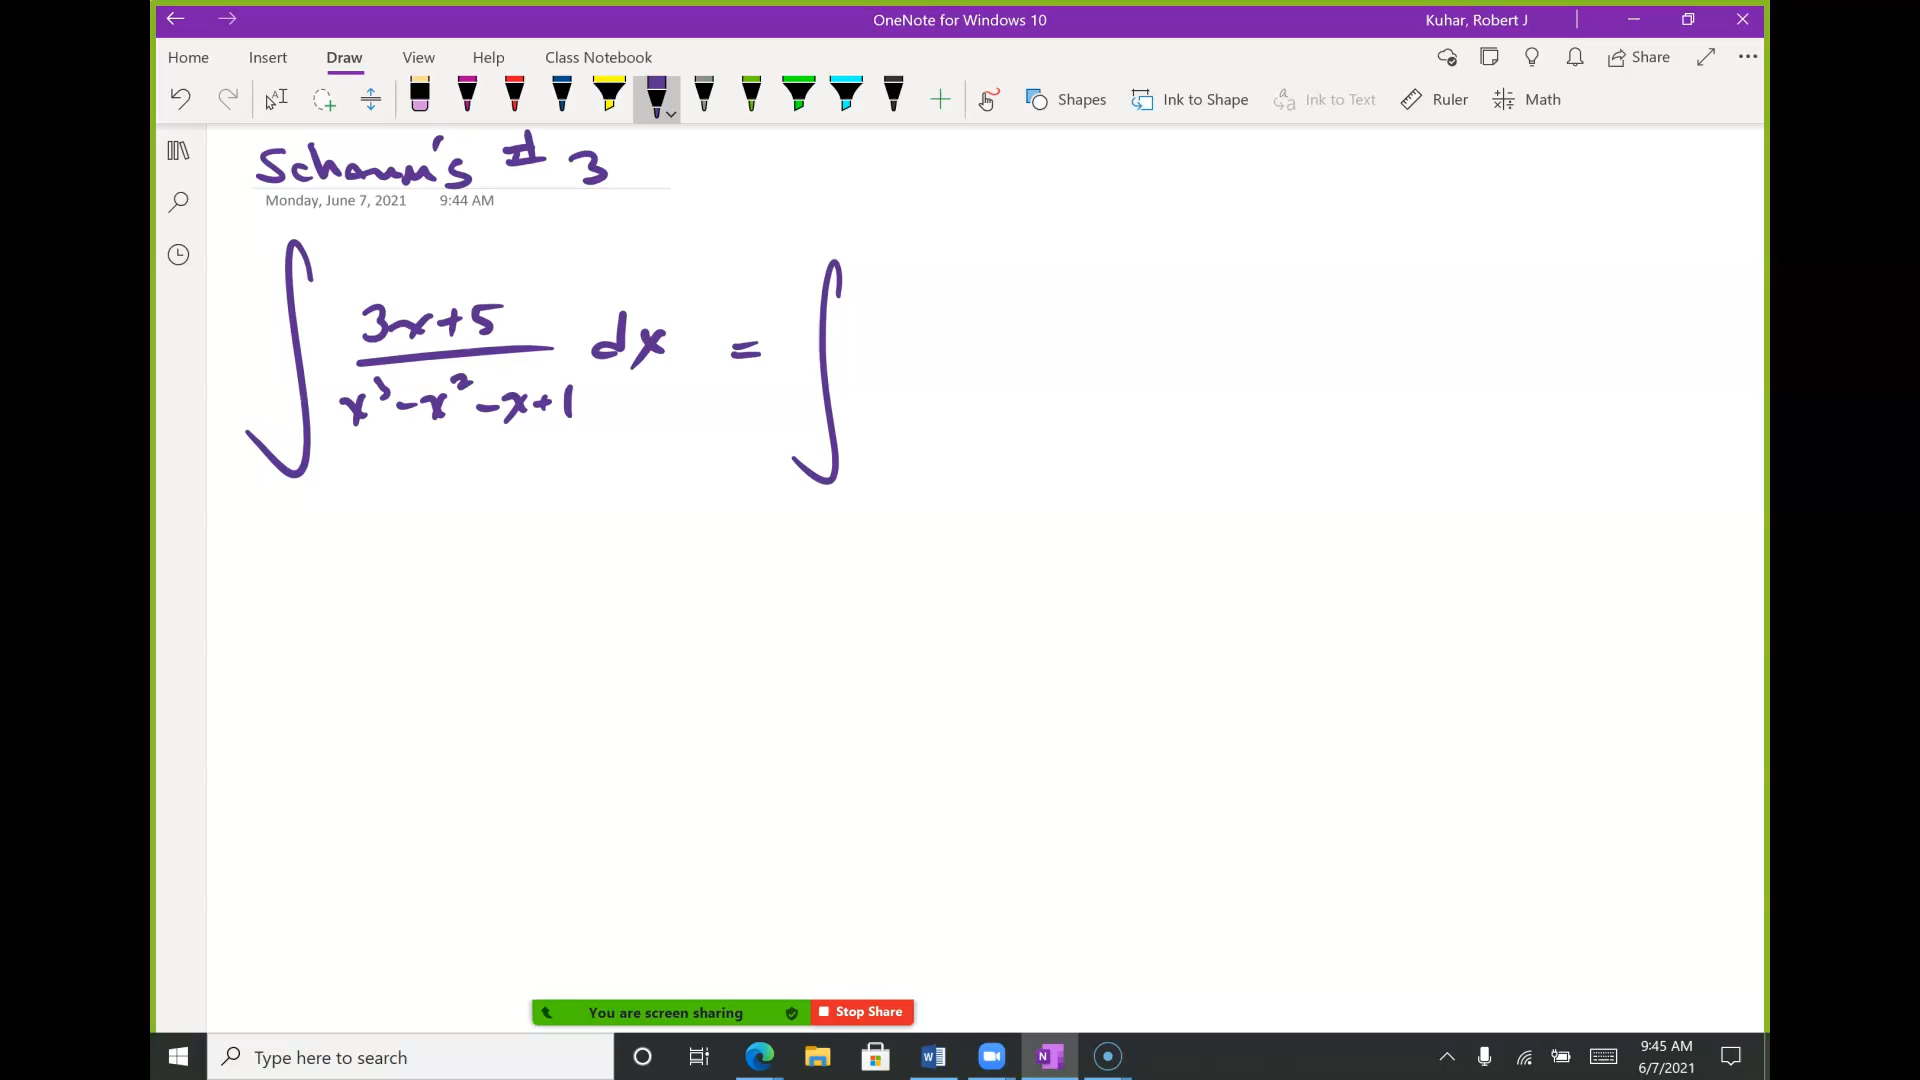 OneNote for Windows 10
Kuhar, Robert J
Home Insert Draw View Help Class Notebook Share
Shapes Ink to Shape Ink to Text Ruler Math
Schaum's # 3
Monday, June 7, 2021 9:44 AM
∫ (3x+5)/(x³-x²-x+1) dx = ∫
You are screen sharing Stop Share
Type here to search
9:45 AM
6/7/2021